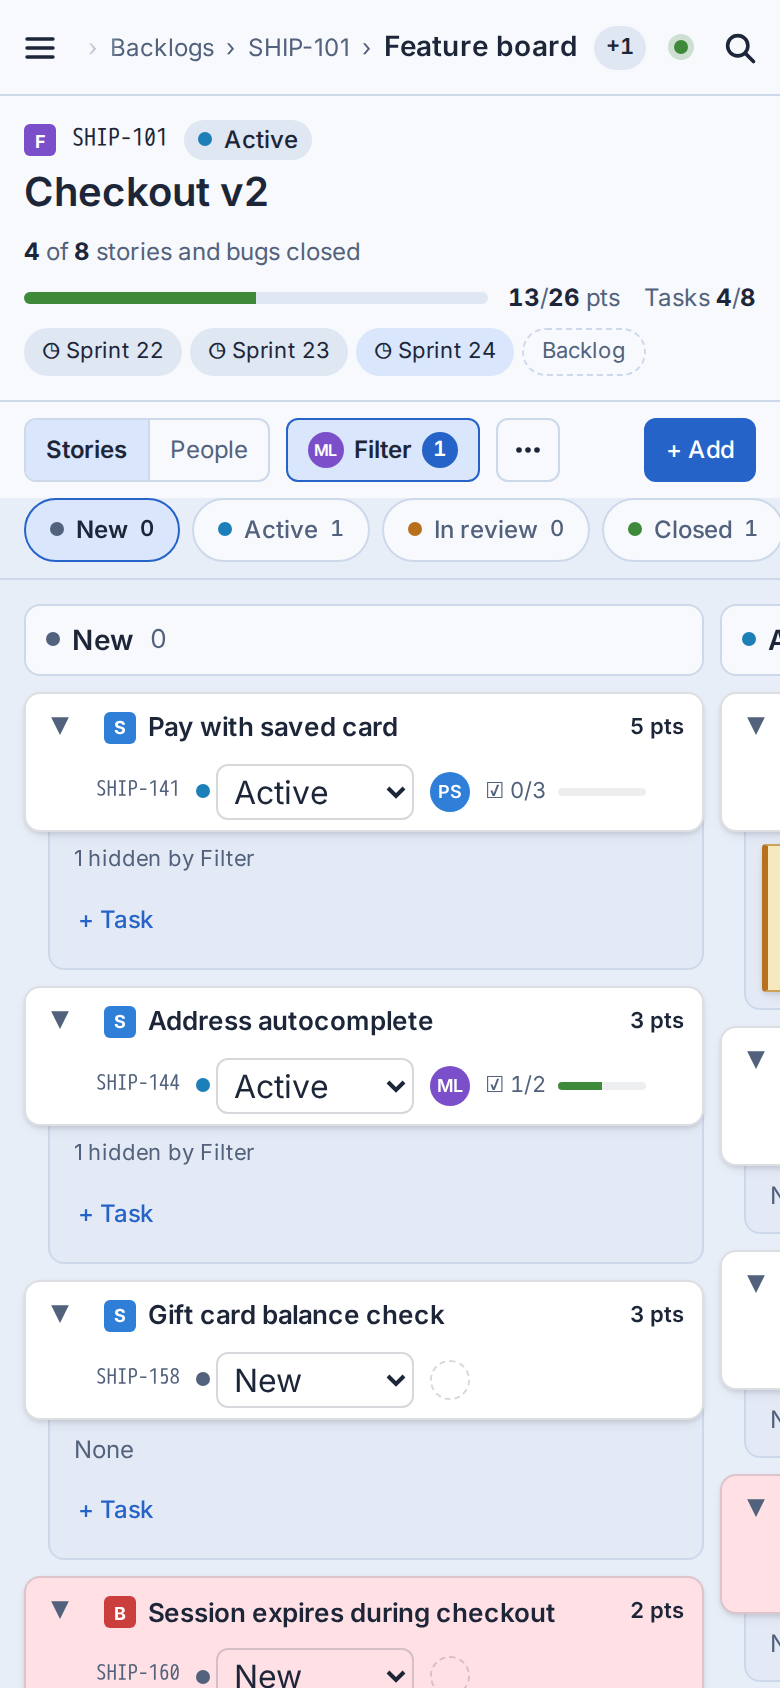 › Backlogs › SHIP-101 › Feature board +1
F SHIP-101 Active
Checkout v2
4 of 8 stories and bugs closed
13/26 pts Tasks 4/8
Sprint 22 Sprint 23 Sprint 24 Backlog
Stories People ML Filter 1 ••• + Add
New 0 Active 1 In review 0 Closed 1
New 0
S Pay with saved card 5 pts
SHIP-141 Active PS ☑ 0/3
1 hidden by Filter
+ Task
S Address autocomplete 3 pts
SHIP-144 Active ML ☑ 1/2
1 hidden by Filter
+ Task
S Gift card balance check 3 pts
SHIP-158 New
None
+ Task
B Session expires during checkout 2 pts
SHIP-160 New